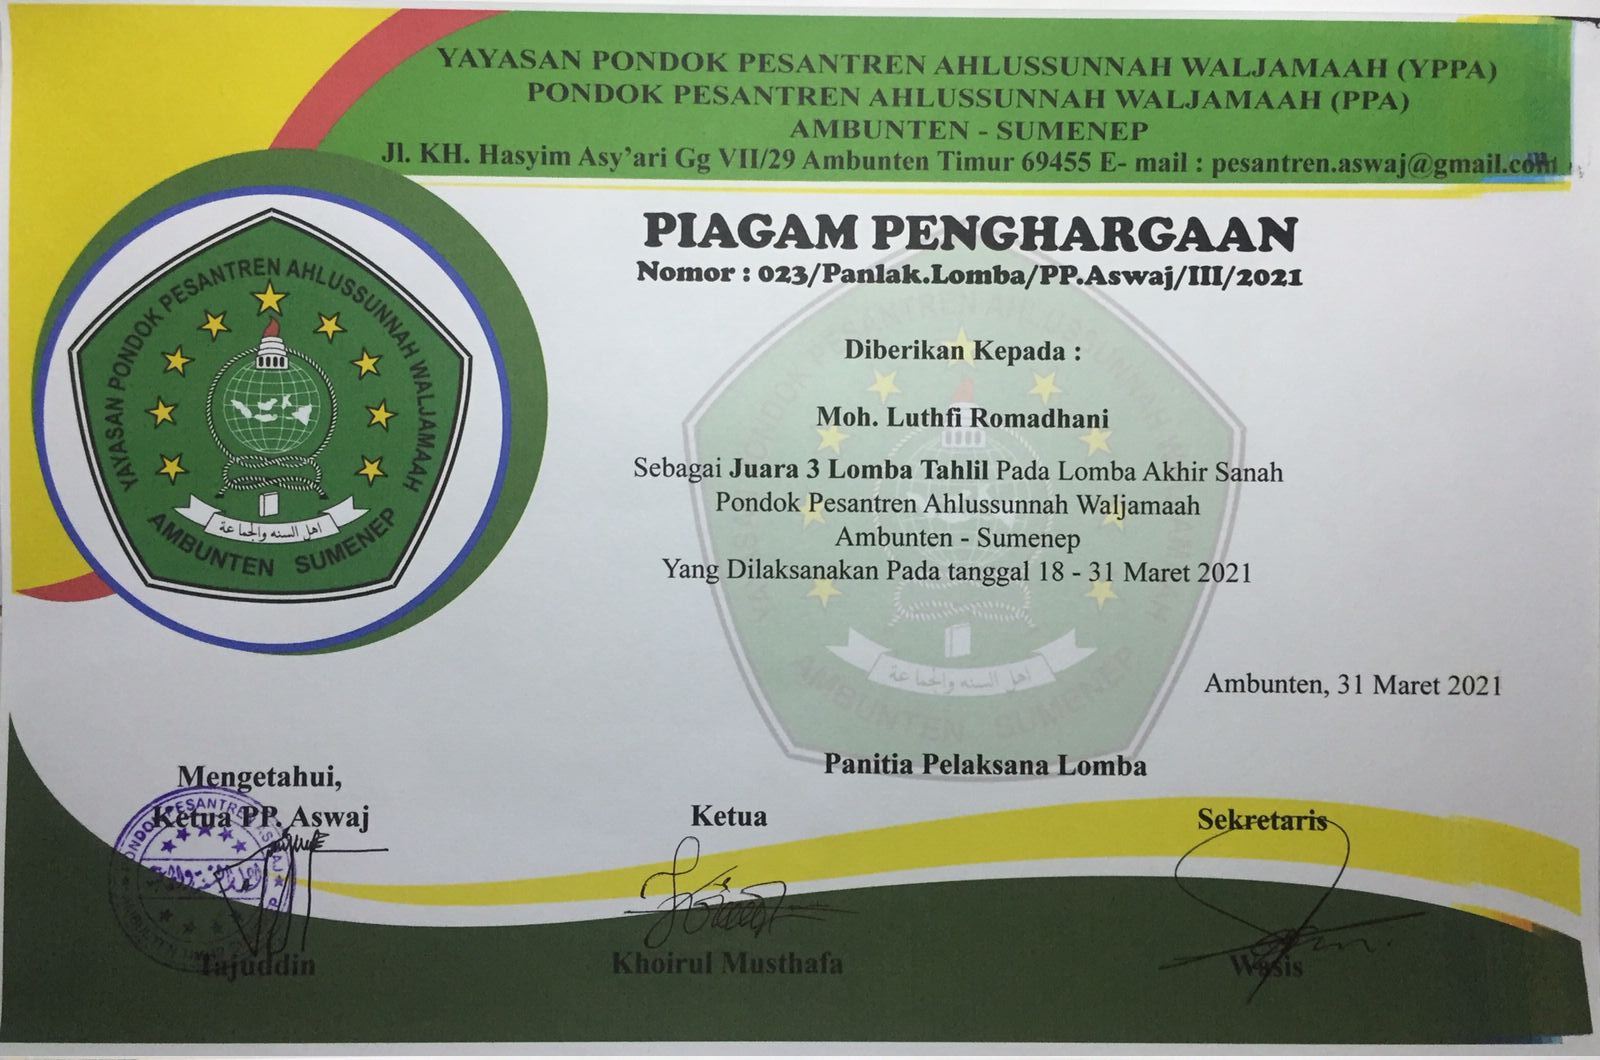 YAYASAN PONDOK PESANTREN AHLUSSUNNAH WALJAMAAH (YPPA)
PONDOK PESANTREN AHLUSSUNNAH WALJAMAAH (PPA)
AMBUNTEN - SUMENEP
Jl. KH. Hasyim Asy'ari Gg VII/29 Ambunten Timur 69455 E- mail : pesantren.aswaj@gmail.com
YAYASAN PONDOK PESANTREN AHLUSSUNNAH WALJAMAAH
اهل السنه والجماعة
AMBUNTEN SUMENEP
PIAGAM PENGHARGAAN
Nomor : 023/Panlak.Lomba/PP.Aswaj/III/2021
Diberikan Kepada :
Moh. Luthfi Romadhani
Sebagai Juara 3 Lomba Tahlil Pada Lomba Akhir Sanah
Pondok Pesantren Ahlussunnah Waljamaah
Ambunten - Sumenep
Yang Dilaksanakan Pada tanggal 18 - 31 Maret 2021
Ambunten, 31 Maret 2021
Panitia Pelaksana Lomba
Mengetahui,
Ketua PP. Aswaj
Ketua
Sekretaris
Tajuddin
Khoirul Musthafa
Wasis